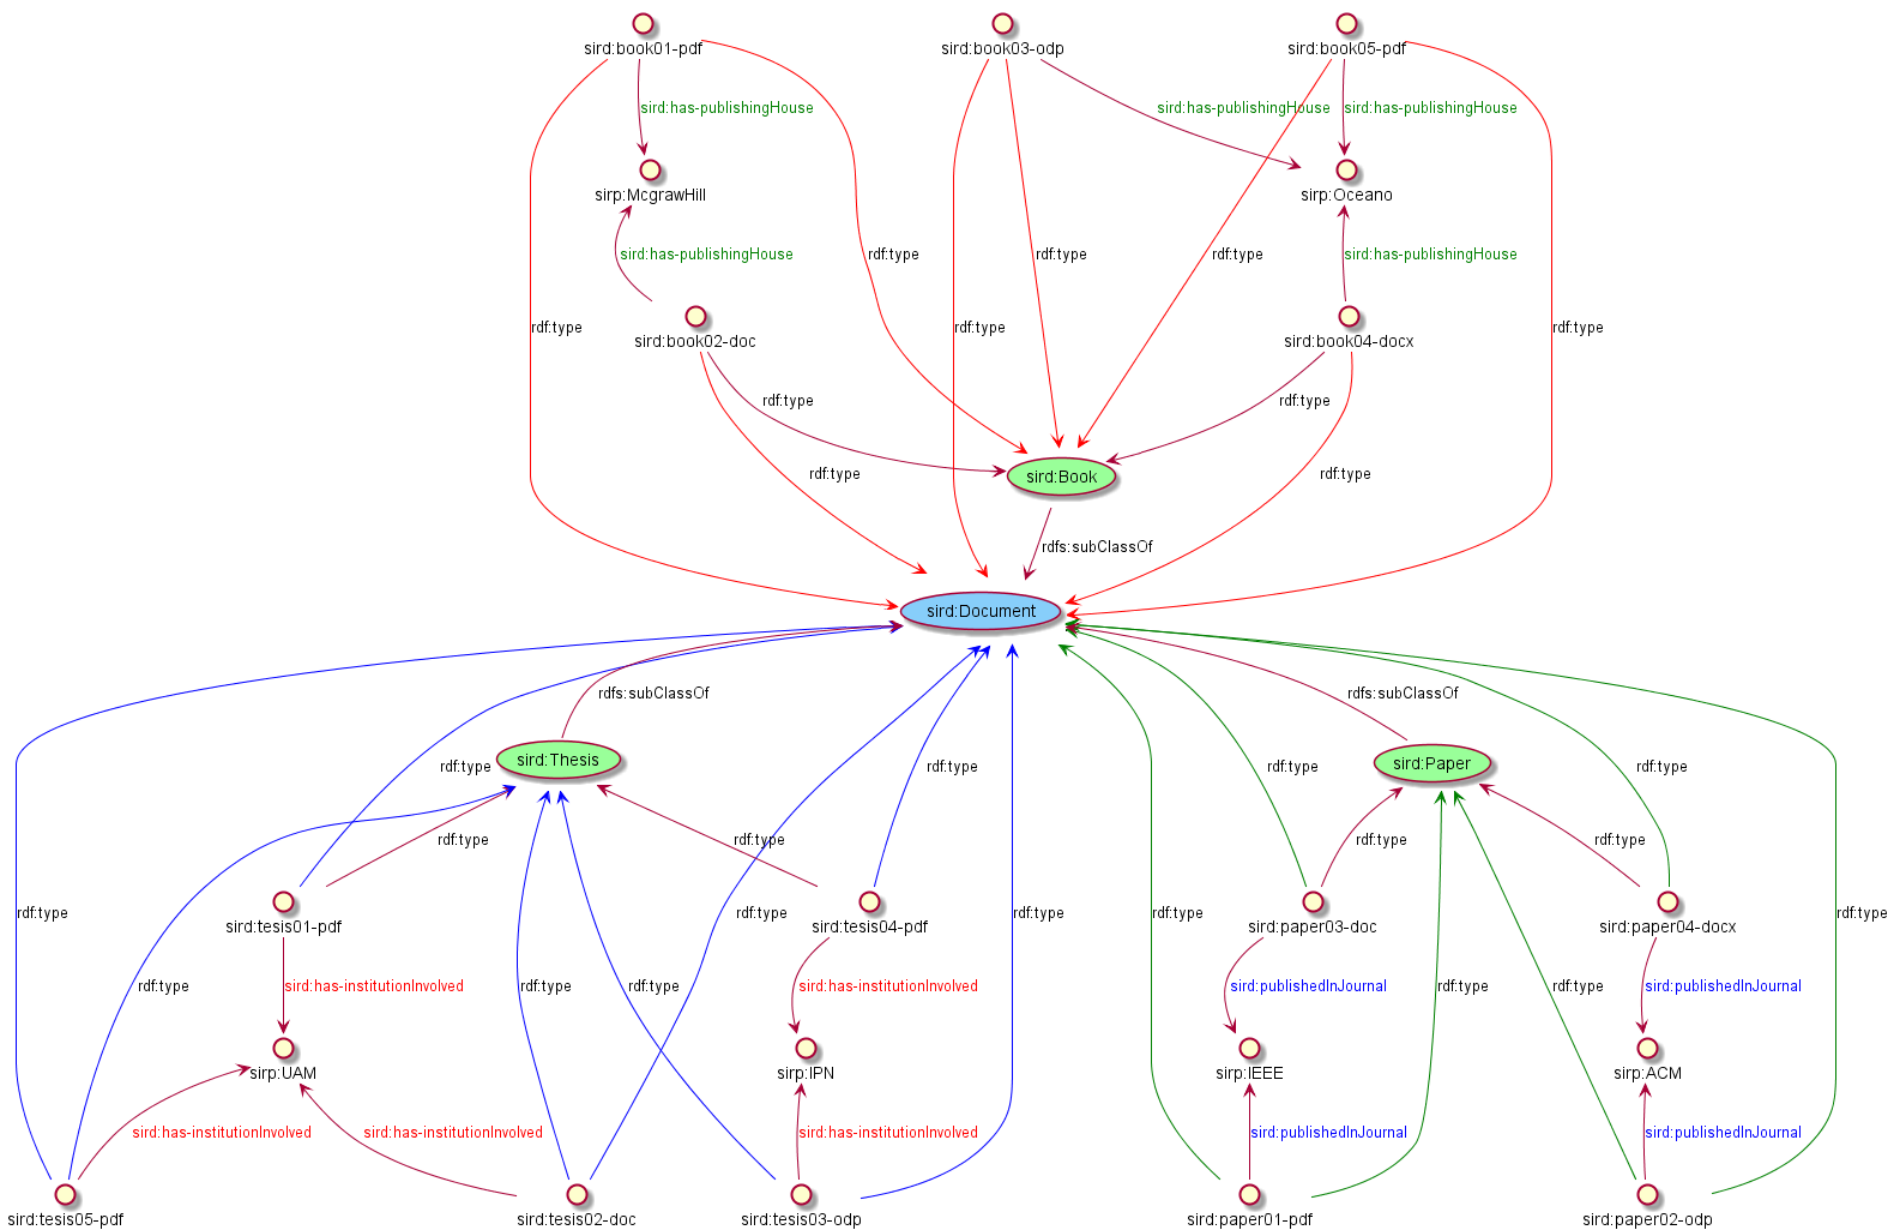 sird:book01-pdf
sird:book03-odp
sird:book05-pdf
sird:has-publishingHouse
sird:has-publishingHouse
sird:has-publishingHouse
sirp:McgrawHill
sirp:Oceano
sird:has-publishingHouse
rdf:type
rdf:type
rdf:type
sird:has-publishingHouse
rdf:type
sird:book02-doc
rdf:type
sird:book04-docx
rdf:type
rdf:type
rdf:type
rdf:type
sird:Book
rdf:type
rdfs:subClassOf
sird:Document
rdfs:subClassOf
rdfs:subClassOf
rdf:type
sird:Thesis
rdf:type
rdf:type
sird:Paper
rdf:type
rdf:type
rdf:type
rdf:type
rdf:type
rdf:type
sird:tesis01-pdf
rdf:type
sird:tesis04-pdf
rdf:type
rdf:type
sird:paper03-doc
sird:paper04-docx
rdf:type
rdf:type
sird:has-institutionInvolved
rdf:type
rdf:type
sird:has-institutionInvolved
sird:publishedInJournal
rdf:type
rdf:type
sird:publishedInJournal
sirp:UAM
sirp:IPN
sirp:IEEE
sirp:ACM
sird:has-institutionInvolved
sird:has-institutionInvolved
sird:has-institutionInvolved
sird:publishedInJournal
sird:publishedInJournal
sird:tesis05-pdf
sird:tesis02-doc
sird:tesis03-odp
sird:paper01-pdf
sird:paper02-odp